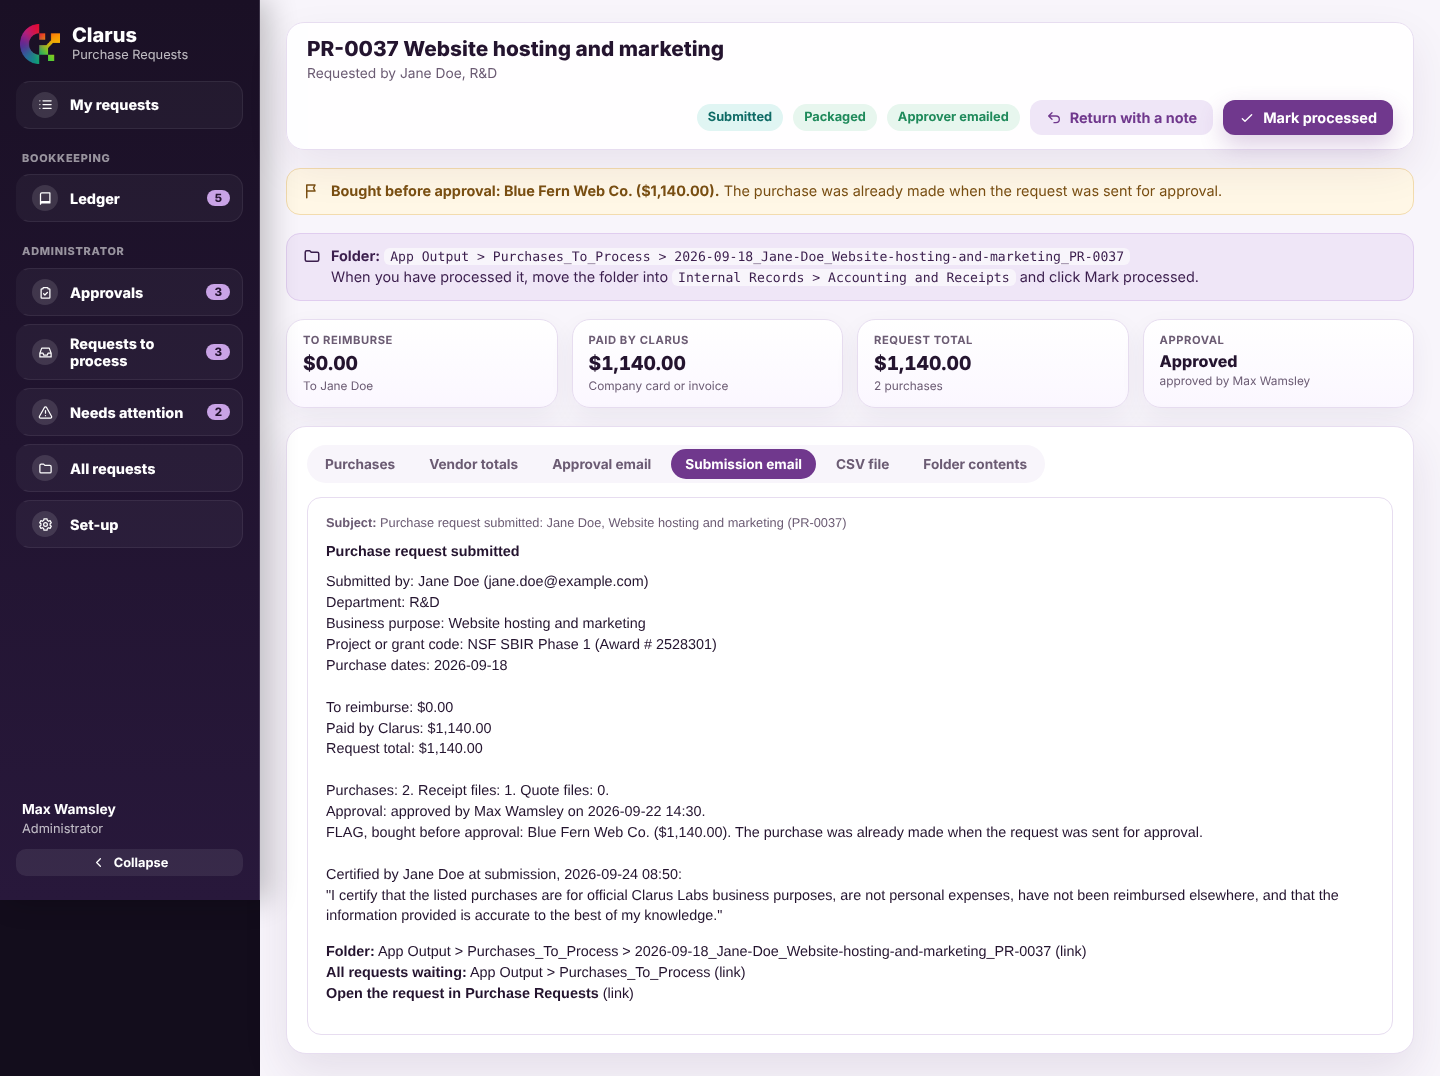 Clarus
Purchase Requests
My requests
BOOKKEEPING
Ledger 5
ADMINISTRATOR
Approvals 3
Requests to
process 3
Needs attention 2
All requests
Set-up
Max Wamsley
Administrator
Collapse
PR-0037 Website hosting and marketing
Requested by Jane Doe, R&D
Submitted Packaged Approver emailed Return with a note Mark processed
Bought before approval: Blue Fern Web Co. ($1,140.00). The purchase was already made when the request was sent for approval.
Folder: App Output > Purchases_To_Process > 2026-09-18_Jane-Doe_Website-hosting-and-marketing_PR-0037
When you have processed it, move the folder into Internal Records > Accounting and Receipts and click Mark processed.
TO REIMBURSE
$0.00
To Jane Doe
PAID BY CLARUS
$1,140.00
Company card or invoice
REQUEST TOTAL
$1,140.00
2 purchases
APPROVAL
Approved
approved by Max Wamsley
Purchases Vendor totals Approval email Submission email CSV file Folder contents
Subject: Purchase request submitted: Jane Doe, Website hosting and marketing (PR-0037)
Purchase request submitted
Submitted by: Jane Doe (jane.doe@example.com)
Department: R&D
Business purpose: Website hosting and marketing
Project or grant code: NSF SBIR Phase 1 (Award # 2528301)
Purchase dates: 2026-09-18
To reimburse: $0.00
Paid by Clarus: $1,140.00
Request total: $1,140.00
Purchases: 2. Receipt files: 1. Quote files: 0.
Approval: approved by Max Wamsley on 2026-09-22 14:30.
FLAG, bought before approval: Blue Fern Web Co. ($1,140.00). The purchase was already made when the request was sent for approval.
Certified by Jane Doe at submission, 2026-09-24 08:50:
"I certify that the listed purchases are for official Clarus Labs business purposes, are not personal expenses, have not been reimbursed elsewhere, and that the
information provided is accurate to the best of my knowledge."
Folder: App Output > Purchases_To_Process > 2026-09-18_Jane-Doe_Website-hosting-and-marketing_PR-0037 (link)
All requests waiting: App Output > Purchases_To_Process (link)
Open the request in Purchase Requests (link)